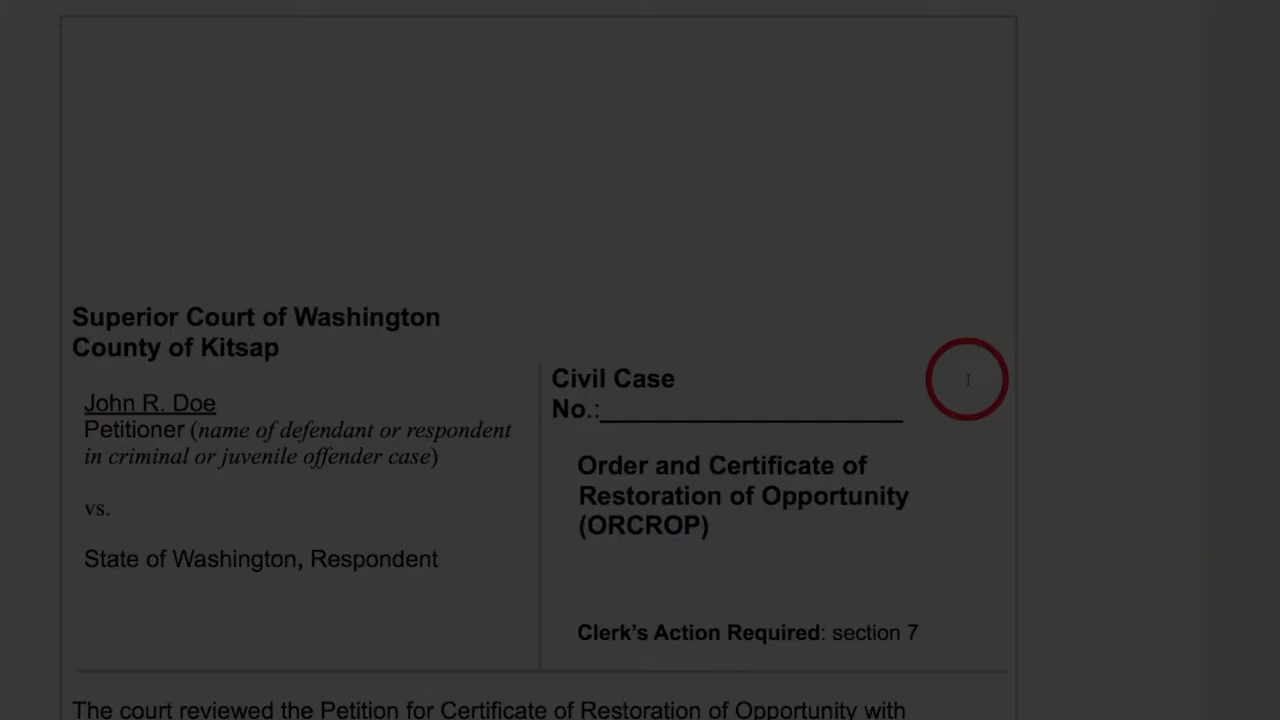 Superior Court of Washington
County of Kitsap
John R. Doe
Petitioner (name of defendant or respondent
in criminal or juvenile offender case)
vs.
State of Washington, Respondent
Civil Case
No.:
Order and Certificate of
Restoration of Opportunity
(ORCROP)
Clerk’s Action Required: section 7
The court reviewed the Petition for Certificate of Restoration of Opportunity with